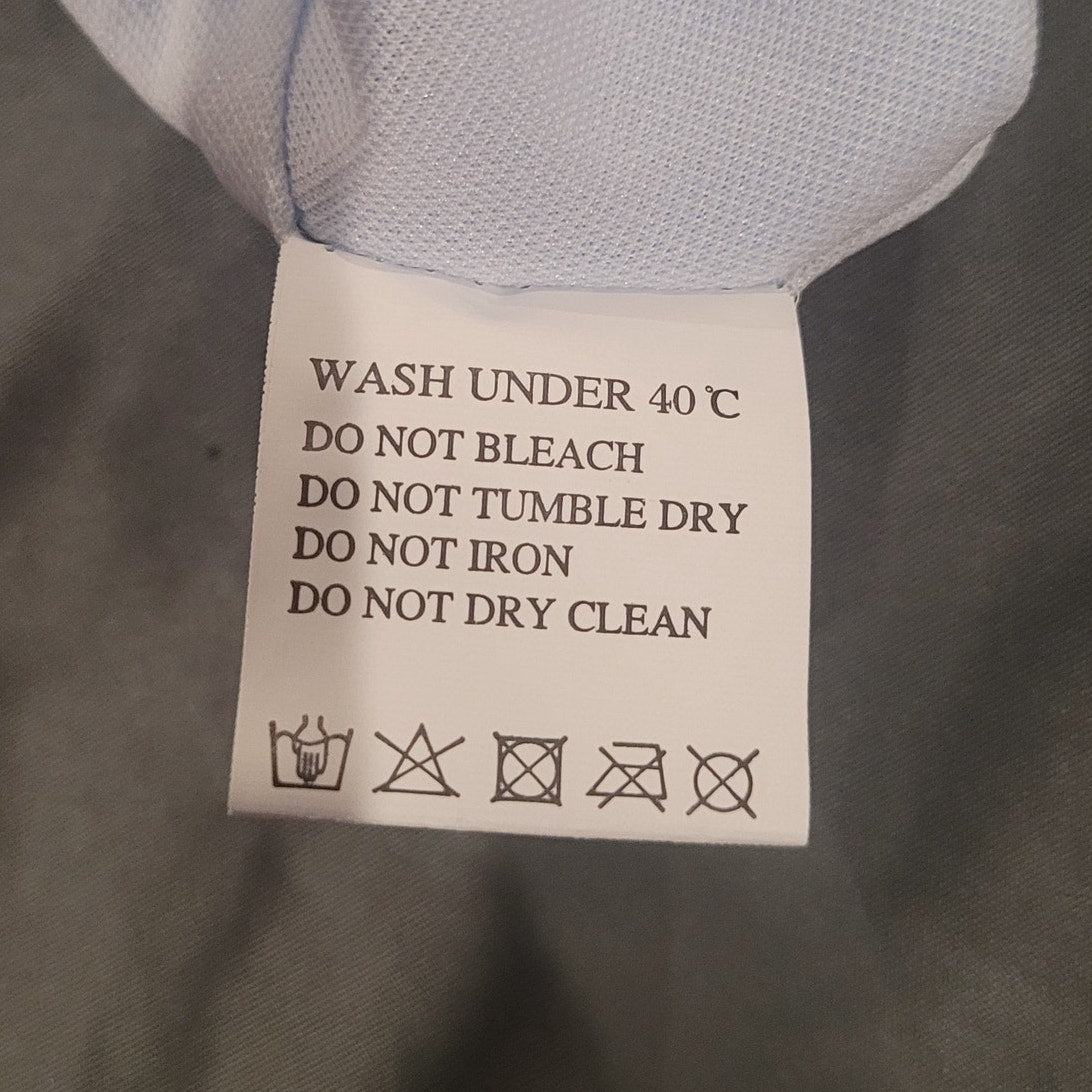 WASH UNDER 40℃
DO NOT BLEACH
DO NOT TUMBLE DRY
DO NOT IRON
DO NOT DRY CLEAN